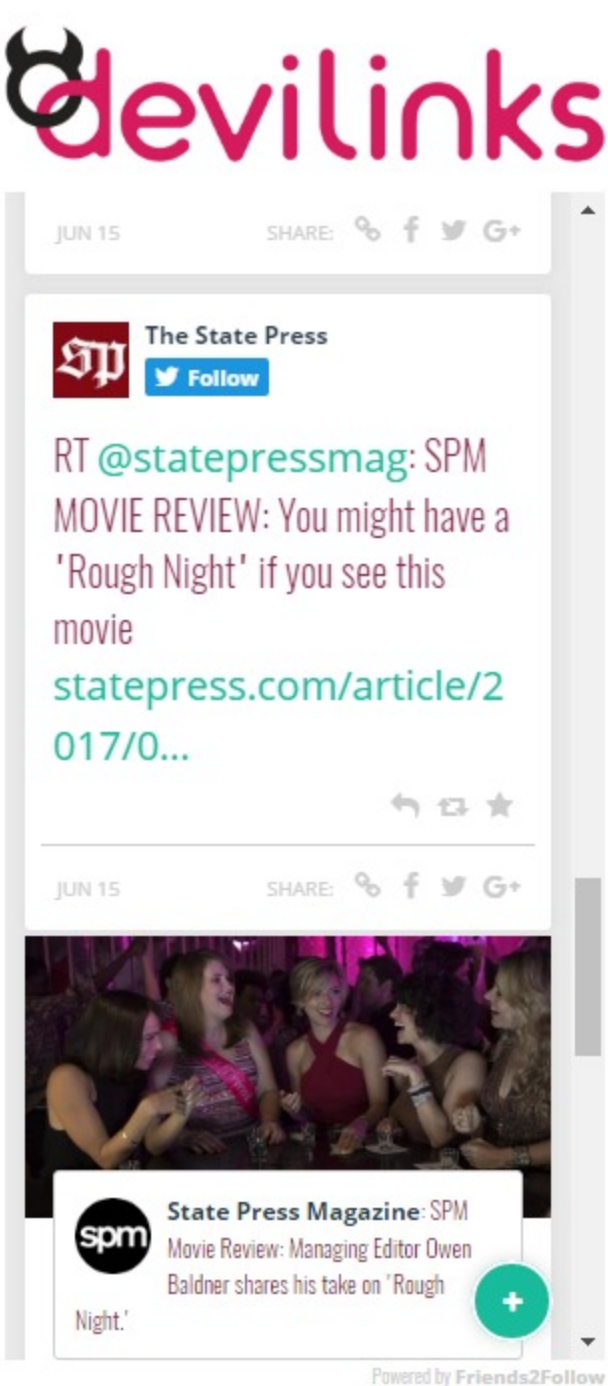 devilinks
JUN 15 SHARE: G+
The State Press
Follow
RT @statepressmag: SPM
MOVIE REVIEW: You might have a
'Rough Night' if you see this
movie
statepress.com/article/2
017/0...
JUN 15 SHARE: G+
spm
State Press Magazine: SPM
Movie Review: Managing Editor Owen
Baldner shares his take on 'Rough
Night.'
Powered by Friends2Follow